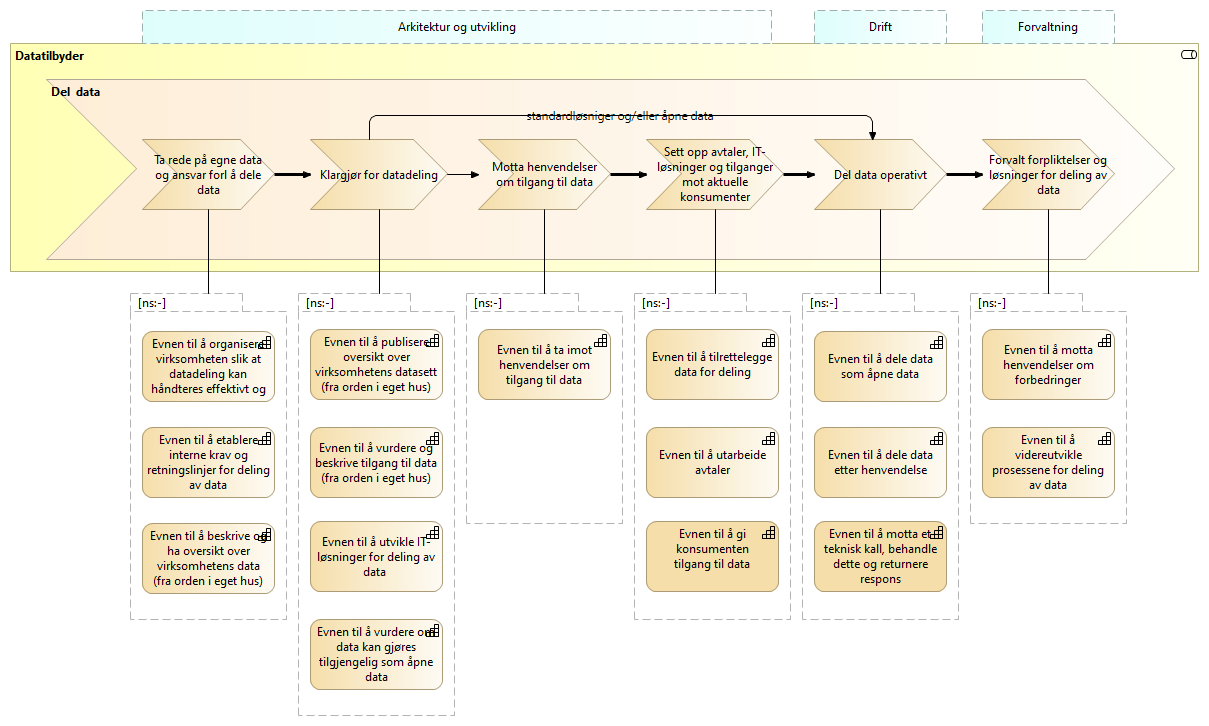 Arkitektur og utvikling
Drift
Forvaltning
Datatilbyder
Del data
standardløsniger og/eller åpne data
Ta rede på egne data
og ansvar forl å dele
data
Klargjør for datadeling
Motta henvendelser
om tilgang til data
Sett opp avtaler, IT-
løsninger og tilganger
mot aktuelle
konsumenter
Del data operativt
Forvalt forpliktelser og
løsninger for deling av
data
[ns:-]
Evnen til å organisere
virksomheten slik at
datadeling kan
håndteres effektivt og
Evnen til å etablere
interne krav og
retningslinjer for deling
av data
Evnen til å beskrive og
ha oversikt over
virksomhetens data
(fra orden i eget hus)
[ns:-]
Evnen til å publisere
oversikt over
virksomhetens datasett
(fra orden i eget hus)
Evnen til å vurdere og
beskrive tilgang til data
(fra orden i eget hus)
Evnen til å utvikle IT-
løsninger for deling av
data
Evnen til å vurdere om
data kan gjøres
tilgjengelig som åpne
data
[ns:-]
Evnen til å ta imot
henvendelser om
tilgang til data
[ns:-]
Evnen til å tilrettelegge
data for deling
Evnen til å utarbeide
avtaler
Evnen til å gi
konsumenten
tilgang til data
[ns:-]
Evnen til å dele data
som åpne data
Evnen til å dele data
etter henvendelse
Evnen til å motta et
teknisk kall, behandle
dette og returnere
respons
[ns:-]
Evnen til å motta
henvendelser om
forbedringer
Evnen til å
videreutvikle
prosessene for deling
av data